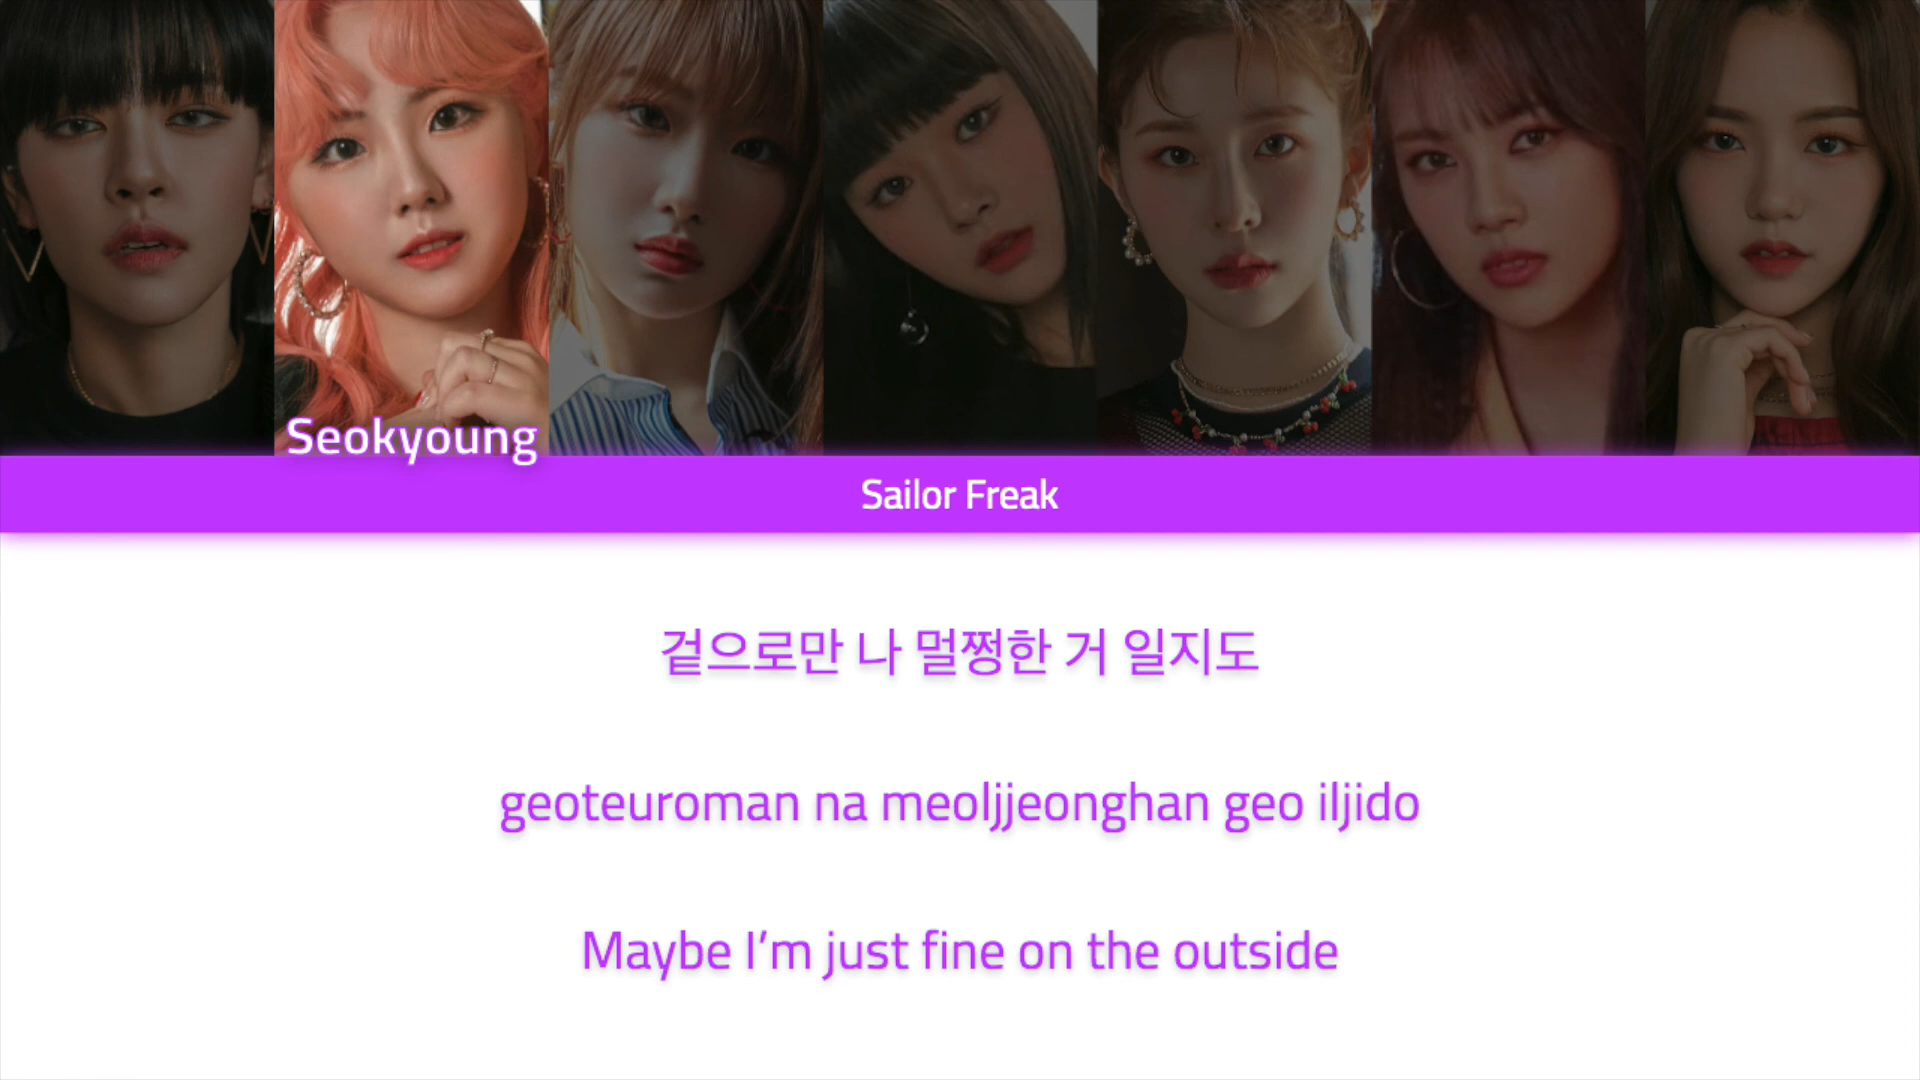 Seokyoung
Sailor Freak
겉으로만 나 멀쩡한 거 일지도
geoteuroman na meoljjeonghan geo iljido
Maybe I’m just fine on the outside